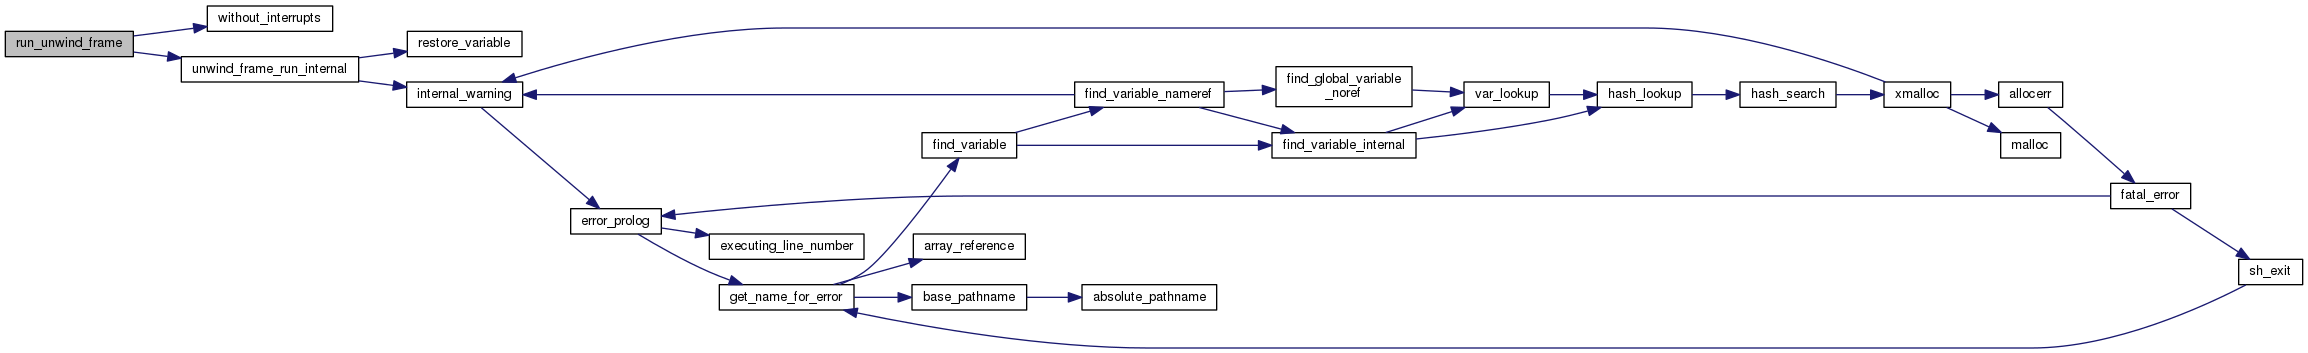 run_unwind_frame
without_interrupts
unwind_frame_run_internal
restore_variable
internal_warning
error_prolog
executing_line_number
get_name_for_error
find_variable
array_reference
base_pathname
absolute_pathname
find_variable_nameref
find_global_variable
_noref
find_variable_internal
var_lookup
hash_lookup
hash_search
xmalloc
allocerr
malloc
fatal_error
sh_exit